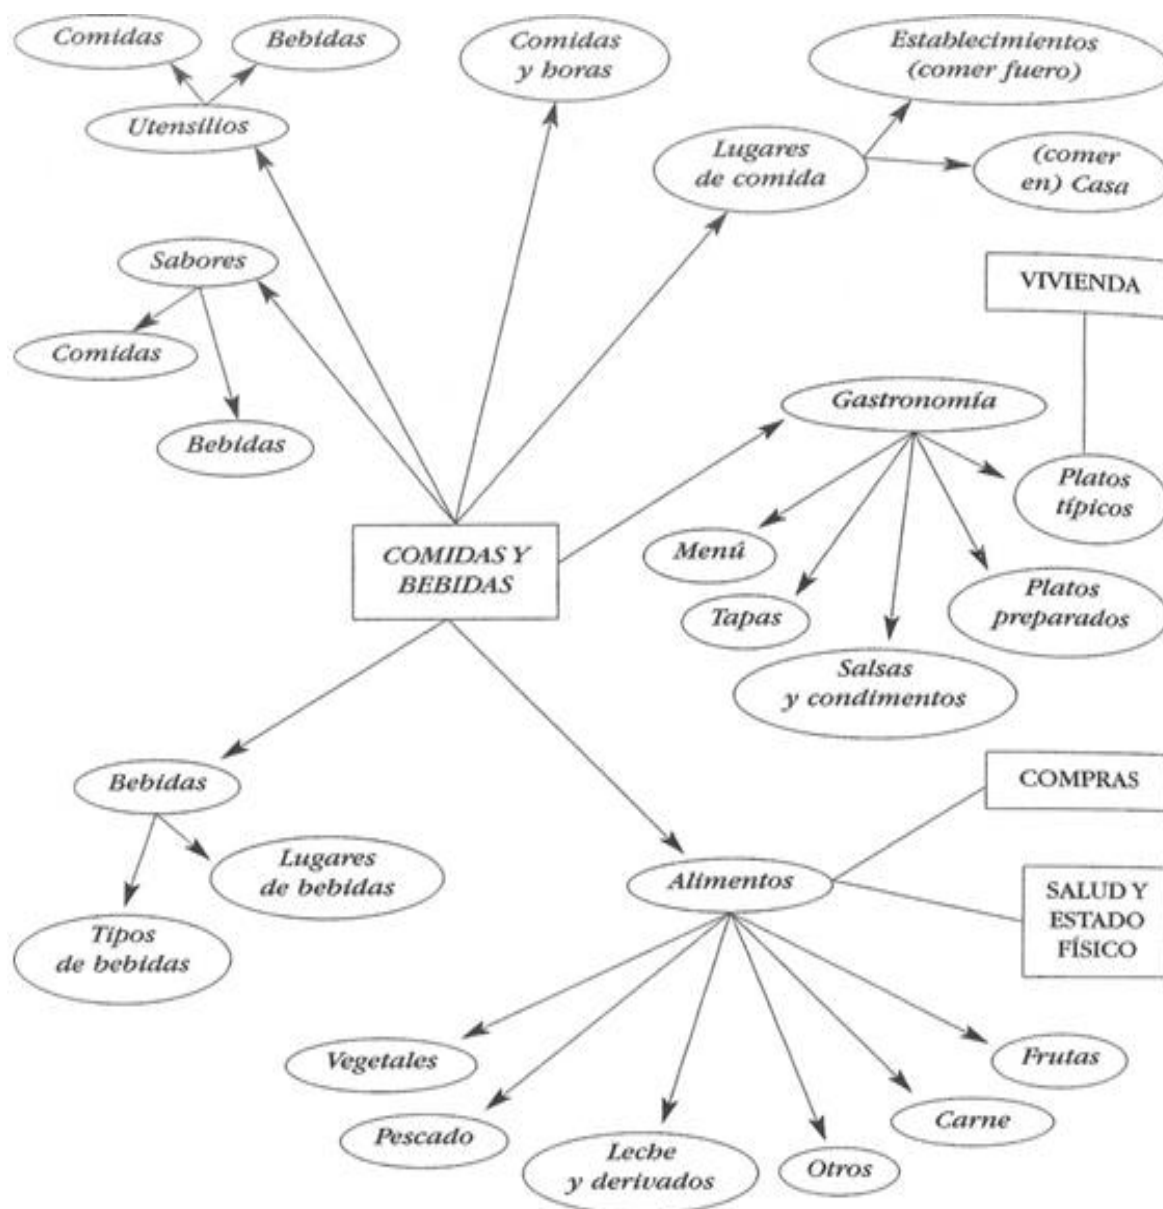 Comidas
Bebidas
Utensilios
Comidas
y horas
Establecimientos
(comer fuero)
Lugares
de comida
(comer
en) Casa
Sabores
Comidas
Bebidas
VIVIENDA
Gastronomía
Platos
típicos
Menú
Tapas
Platos
preparados
Salsas
y condimentos
COMIDAS Y
BEBIDAS
Bebidas
Lugares
de bebidas
Tipos
de bebidas
COMPRAS
Alimentos
SALUD Y
ESTADO
FÍSICO
Vegetales
Pescado
Leche
y derivados
Otros
Carne
Frutas